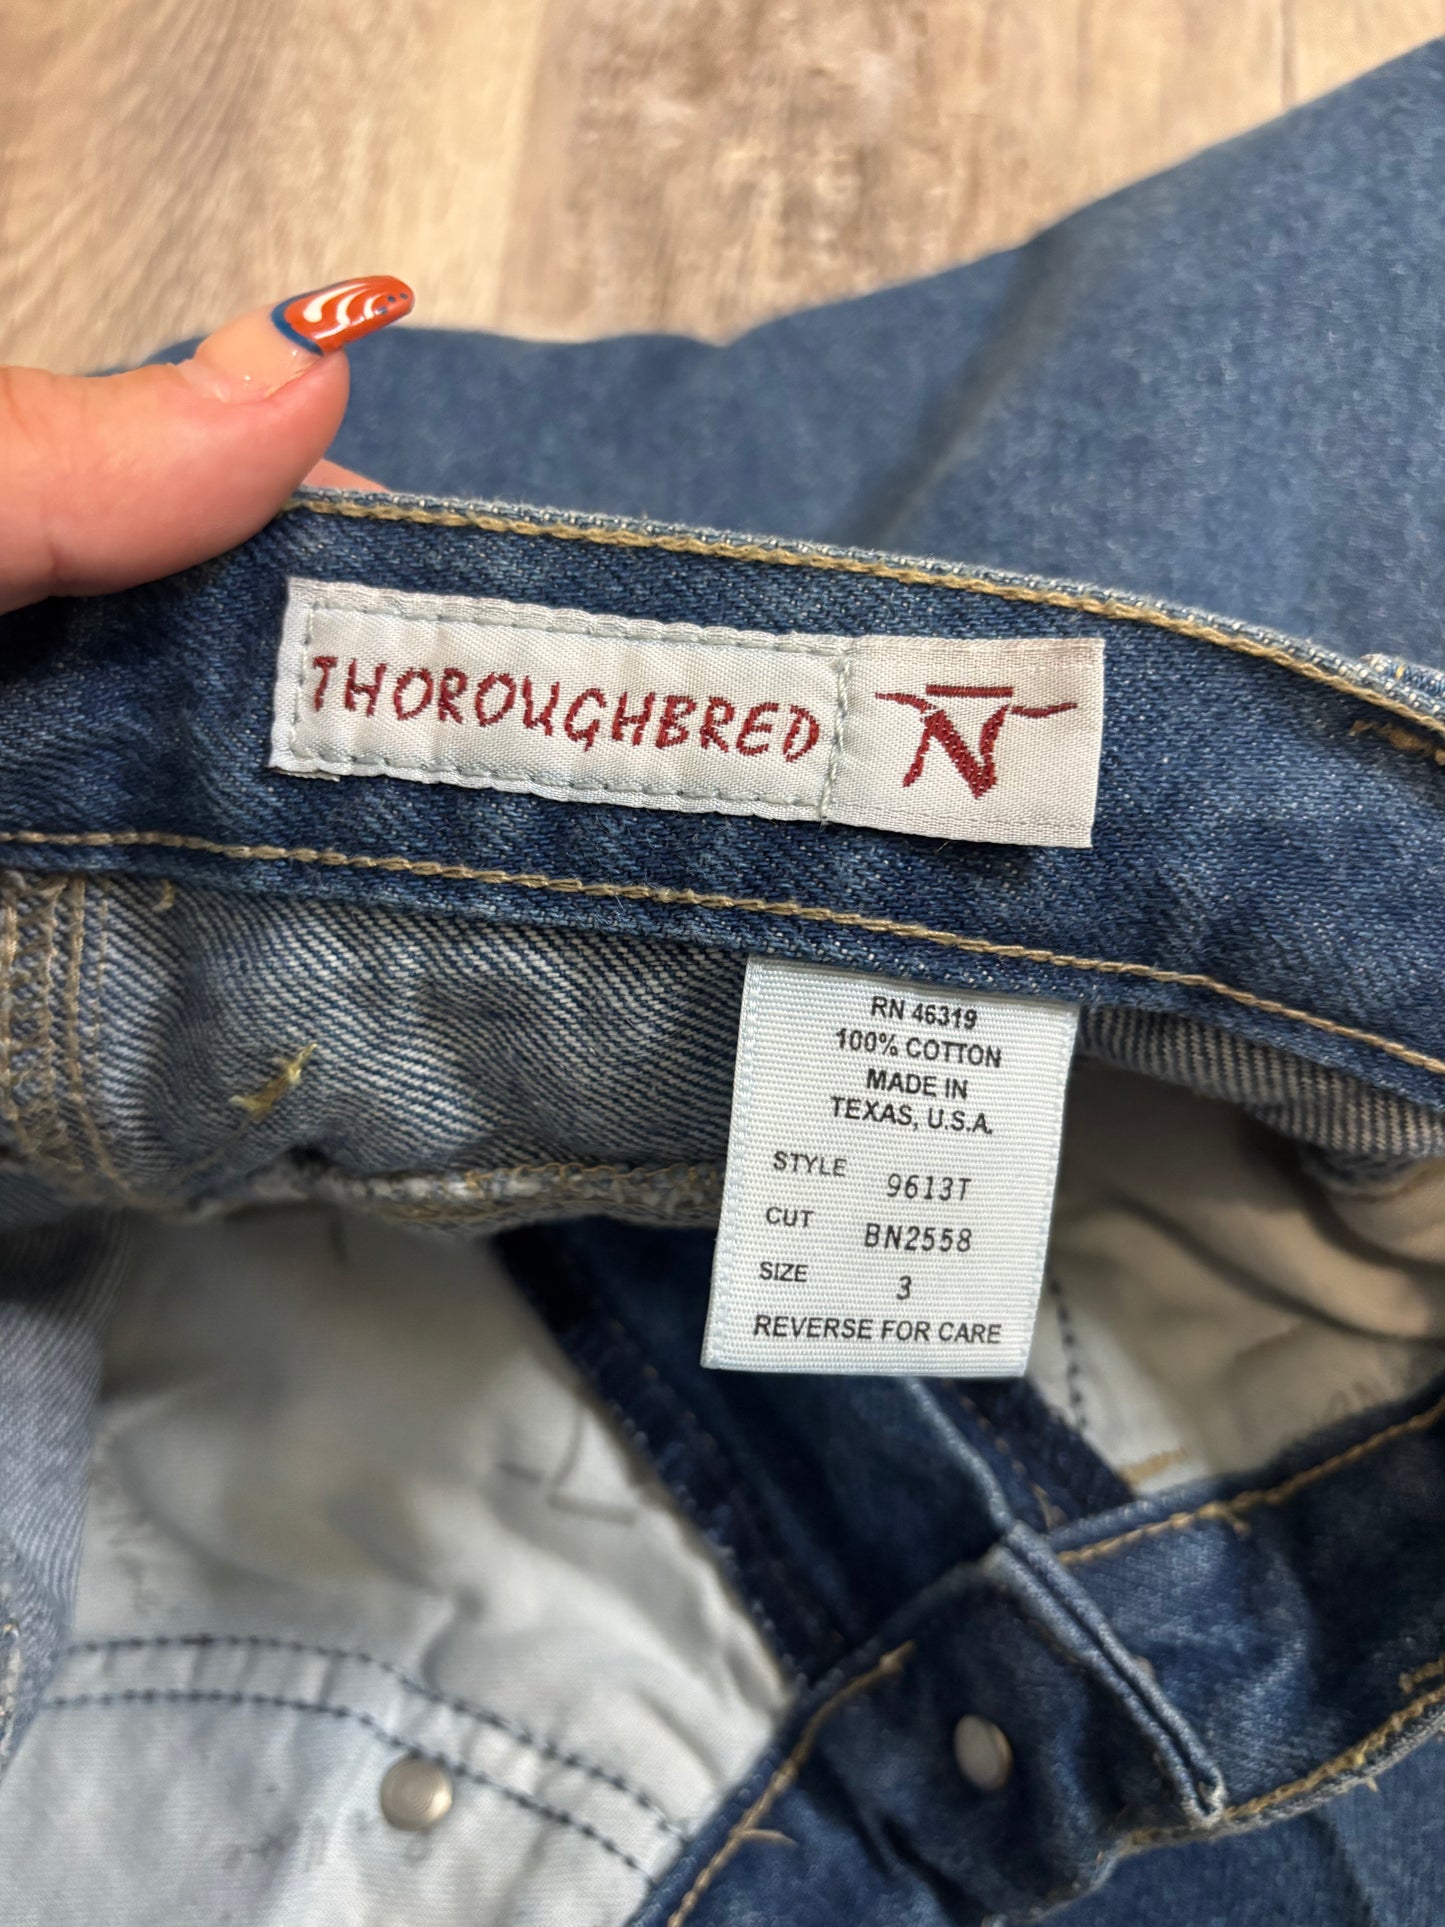 THOROUGHBRED N
RN 46319
100% COTTON
MADE IN
TEXAS, U.S.A.
STYLE 9613T
CUT BN2558
SIZE 3
REVERSE FOR CARE